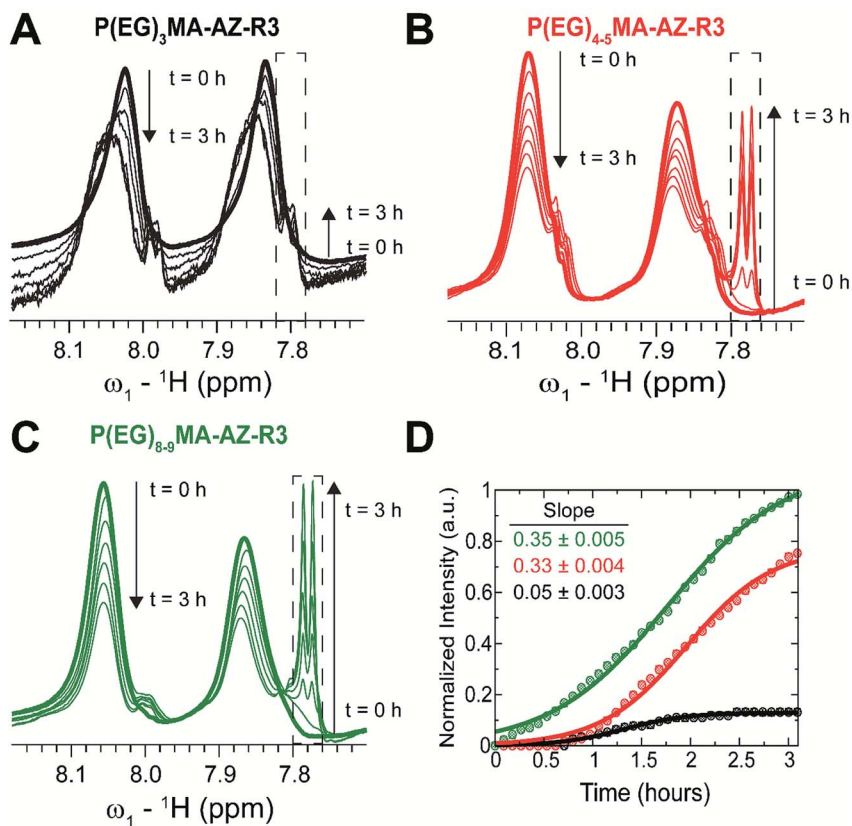 A
P(EG)₃MA-AZ-R3
t = 0 h
t = 3 h
t = 3 h
t = 0 h
8.1 8.0 7.9 7.8
ω₁ - ¹H (ppm)
B
P(EG)₄₋₅MA-AZ-R3
t = 0 h
t = 3 h
t = 3 h
t = 0 h
8.1 8.0 7.9 7.8
ω₁ - ¹H (ppm)
C
P(EG)₈₋₉MA-AZ-R3
t = 0 h
t = 3 h
t = 3 h
t = 0 h
8.1 8.0 7.9 7.8
ω₁ - ¹H (ppm)
D
Normalized Intensity (a.u.)
1
0.8
0.6
0.4
0.2
0
Slope
0.35 ± 0.005
0.33 ± 0.004
0.05 ± 0.003
0 0.5 1 1.5 2 2.5 3
Time (hours)